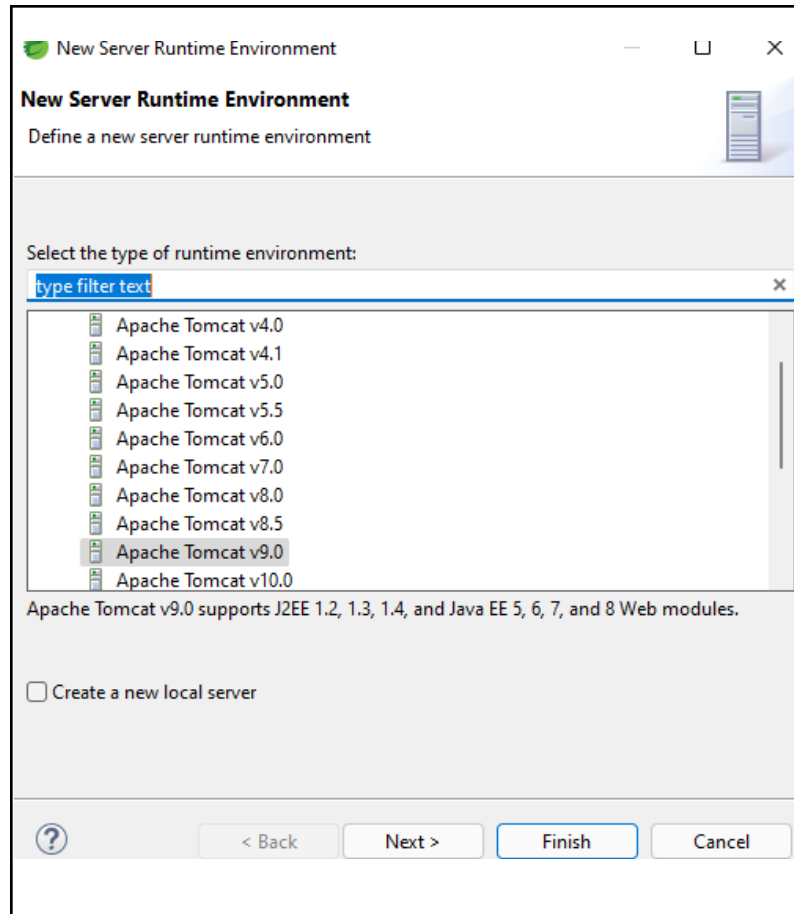 New Server Runtime Environment
New Server Runtime Environment
Define a new server runtime environment
Select the type of runtime environment:
type filter text
Apache Tomcat v4.0
Apache Tomcat v4.1
Apache Tomcat v5.0
Apache Tomcat v5.5
Apache Tomcat v6.0
Apache Tomcat v7.0
Apache Tomcat v8.0
Apache Tomcat v8.5
Apache Tomcat v9.0
Apache Tomcat v10.0
Apache Tomcat v9.0 supports J2EE 1.2, 1.3, 1.4, and Java EE 5, 6, 7, and 8 Web modules.
Create a new local server
? < Back Next > Finish Cancel